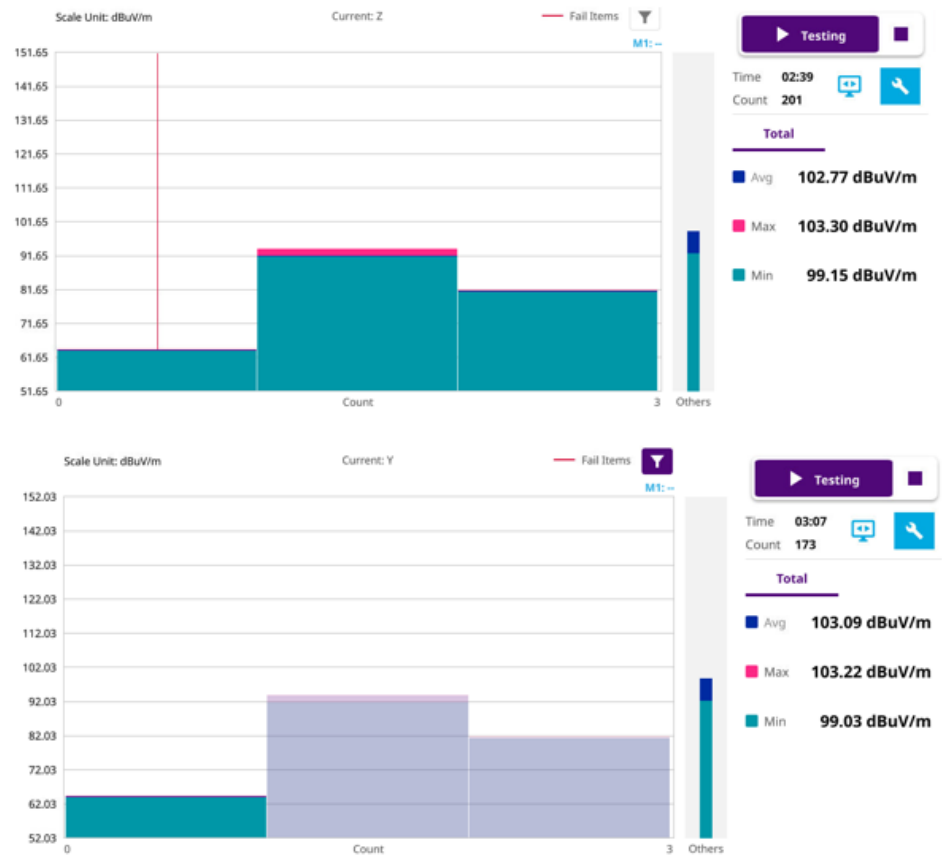 Scale Unit: dBuV/m Current: Z Fail Items
M1: --
151.65
141.65
131.65
121.65
111.65
101.65
91.65
81.65
71.65
61.65
51.65
0 Count 3 Others
Testing
Time 02:39
Count 201
Total
Avg 102.77 dBuV/m
Max 103.30 dBuV/m
Min 99.15 dBuV/m
Scale Unit: dBuV/m Current: Y Fail Items
M1: --
152.03
142.03
132.03
122.03
112.03
102.03
92.03
82.03
72.03
62.03
52.03
0 Count 3 Others
Testing
Time 03:07
Count 173
Total
Avg 103.09 dBuV/m
Max 103.22 dBuV/m
Min 99.03 dBuV/m